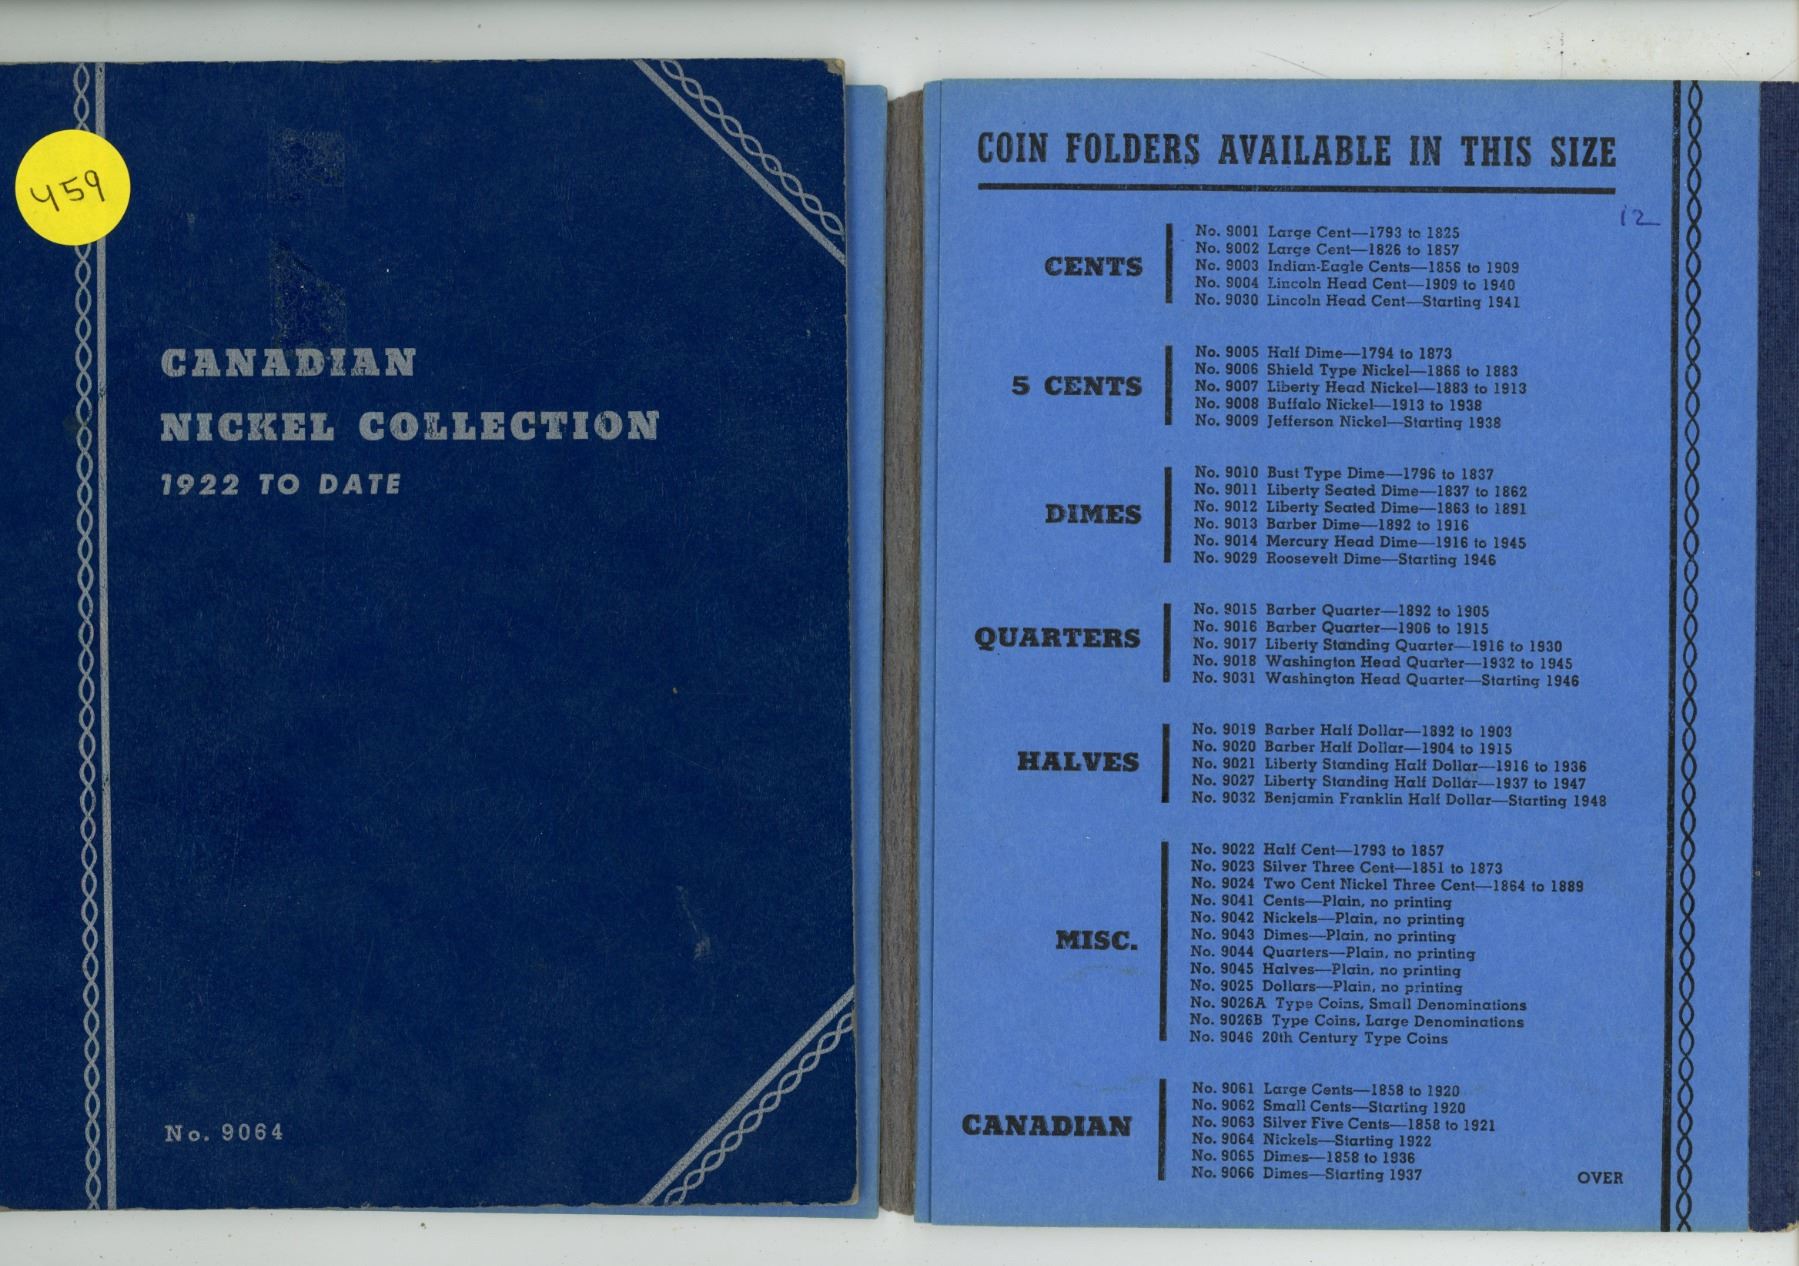 459
CANADIAN
NICKEL COLLECTION
1922 TO DATE
No. 9064
COIN FOLDERS AVAILABLE IN THIS SIZE
12
CENTS
No. 9001 Large Cent—1793 to 1825
No. 9002 Large Cent—1826 to 1857
No. 9003 Indian-Eagle Cents—1856 to 1909
No. 9004 Lincoln Head Cent—1909 to 1940
No. 9030 Lincoln Head Cent—Starting 1941
5 CENTS
No. 9005 Half Dime—1794 to 1873
No. 9006 Shield Type Nickel—1866 to 1883
No. 9007 Liberty Head Nickel—1883 to 1913
No. 9008 Buffalo Nickel—1913 to 1938
No. 9009 Jefferson Nickel—Starting 1938
DIMES
No. 9010 Bust Type Dime—1796 to 1837
No. 9011 Liberty Seated Dime—1837 to 1862
No. 9012 Liberty Seated Dime—1863 to 1891
No. 9013 Barber Dime—1892 to 1916
No. 9014 Mercury Head Dime—1916 to 1945
No. 9029 Roosevelt Dime—Starting 1946
QUARTERS
No. 9015 Barber Quarter—1892 to 1905
No. 9016 Barber Quarter—1906 to 1915
No. 9017 Liberty Standing Quarter—1916 to 1930
No. 9018 Washington Head Quarter—1932 to 1945
No. 9031 Washington Head Quarter—Starting 1946
HALVES
No. 9019 Barber Half Dollar—1892 to 1903
No. 9020 Barber Half Dollar—1904 to 1915
No. 9021 Liberty Standing Half Dollar—1916 to 1936
No. 9027 Liberty Standing Half Dollar—1937 to 1947
No. 9032 Benjamin Franklin Half Dollar—Starting 1948
MISC.
No. 9022 Half Cent—1793 to 1857
No. 9023 Silver Three Cent—1851 to 1873
No. 9024 Two Cent Nickel Three Cent—1864 to 1889
No. 9041 Cents—Plain, no printing
No. 9042 Nickels—Plain, no printing
No. 9043 Dimes—Plain, no printing
No. 9044 Quarters—Plain, no printing
No. 9045 Halves—Plain, no printing
No. 9025 Dollars—Plain, no printing
No. 9026A Type Coins, Small Denominations
No. 9026B Type Coins, Large Denominations
No. 9046 20th Century Type Coins
CANADIAN
No. 9061 Large Cents—1858 to 1920
No. 9062 Small Cents—Starting 1920
No. 9063 Silver Five Cents—1858 to 1921
No. 9064 Nickels—Starting 1922
No. 9065 Dimes—1858 to 1936
No. 9066 Dimes—Starting 1937
OVER